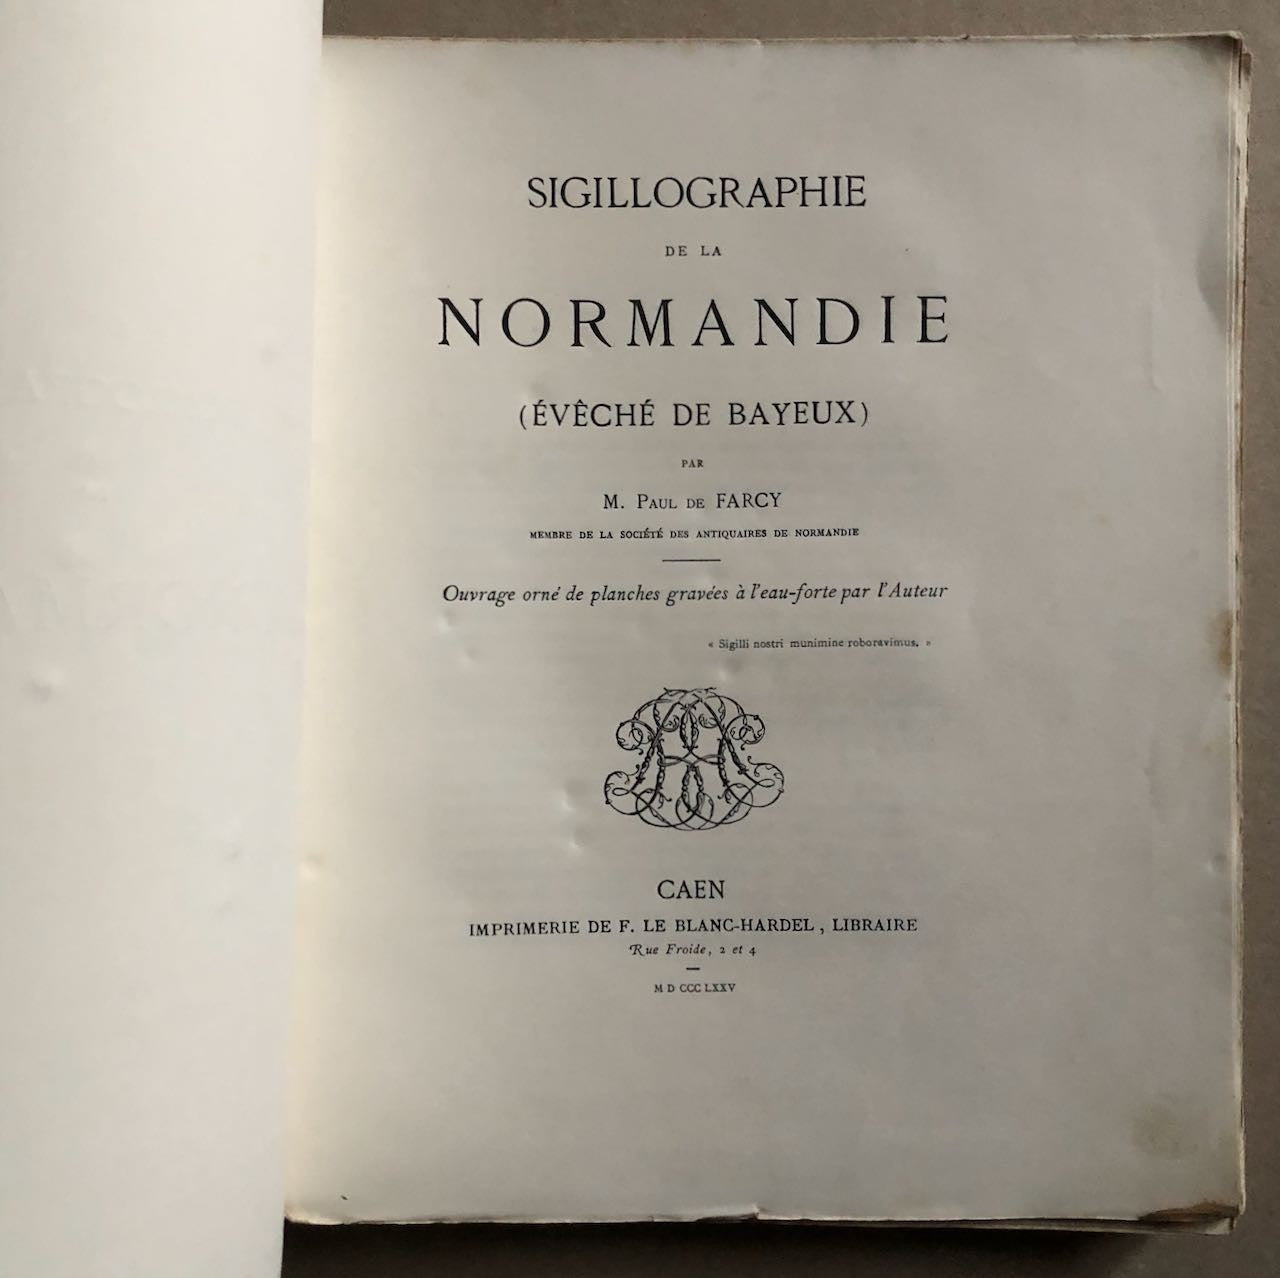 SIGILLOGRAPHIE
DE LA
NORMANDIE
(ÉVÊCHÉ DE BAYEUX)
PAR
M. PAUL DE FARCY
MEMBRE DE LA SOCIÉTÉ DES ANTIQUAIRES DE NORMANDIE
Ouvrage orné de planches gravées à l'eau-forte par l'Auteur
« Sigilli nostri munimine roboravimus. »
CAEN
IMPRIMERIE DE F. LE BLANC-HARDEL, LIBRAIRE
Rue Froide, 2 et 4
M D CCC LXXV